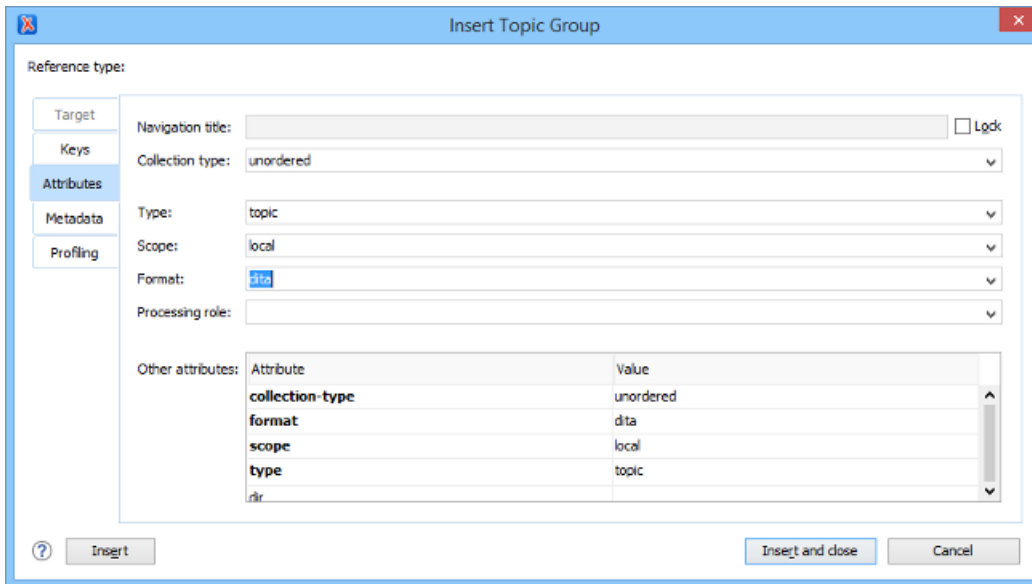 Insert Topic Group
Reference type:
Target
Keys
Attributes
Metadata
Profiling
Navigation title:
Lock
Collection type: unordered
Type: topic
Scope: local
Format: dita
Processing role:
Other attributes: Attribute Value
collection-type unordered
format dita
scope local
type topic
dir
Insert
Insert and close
Cancel